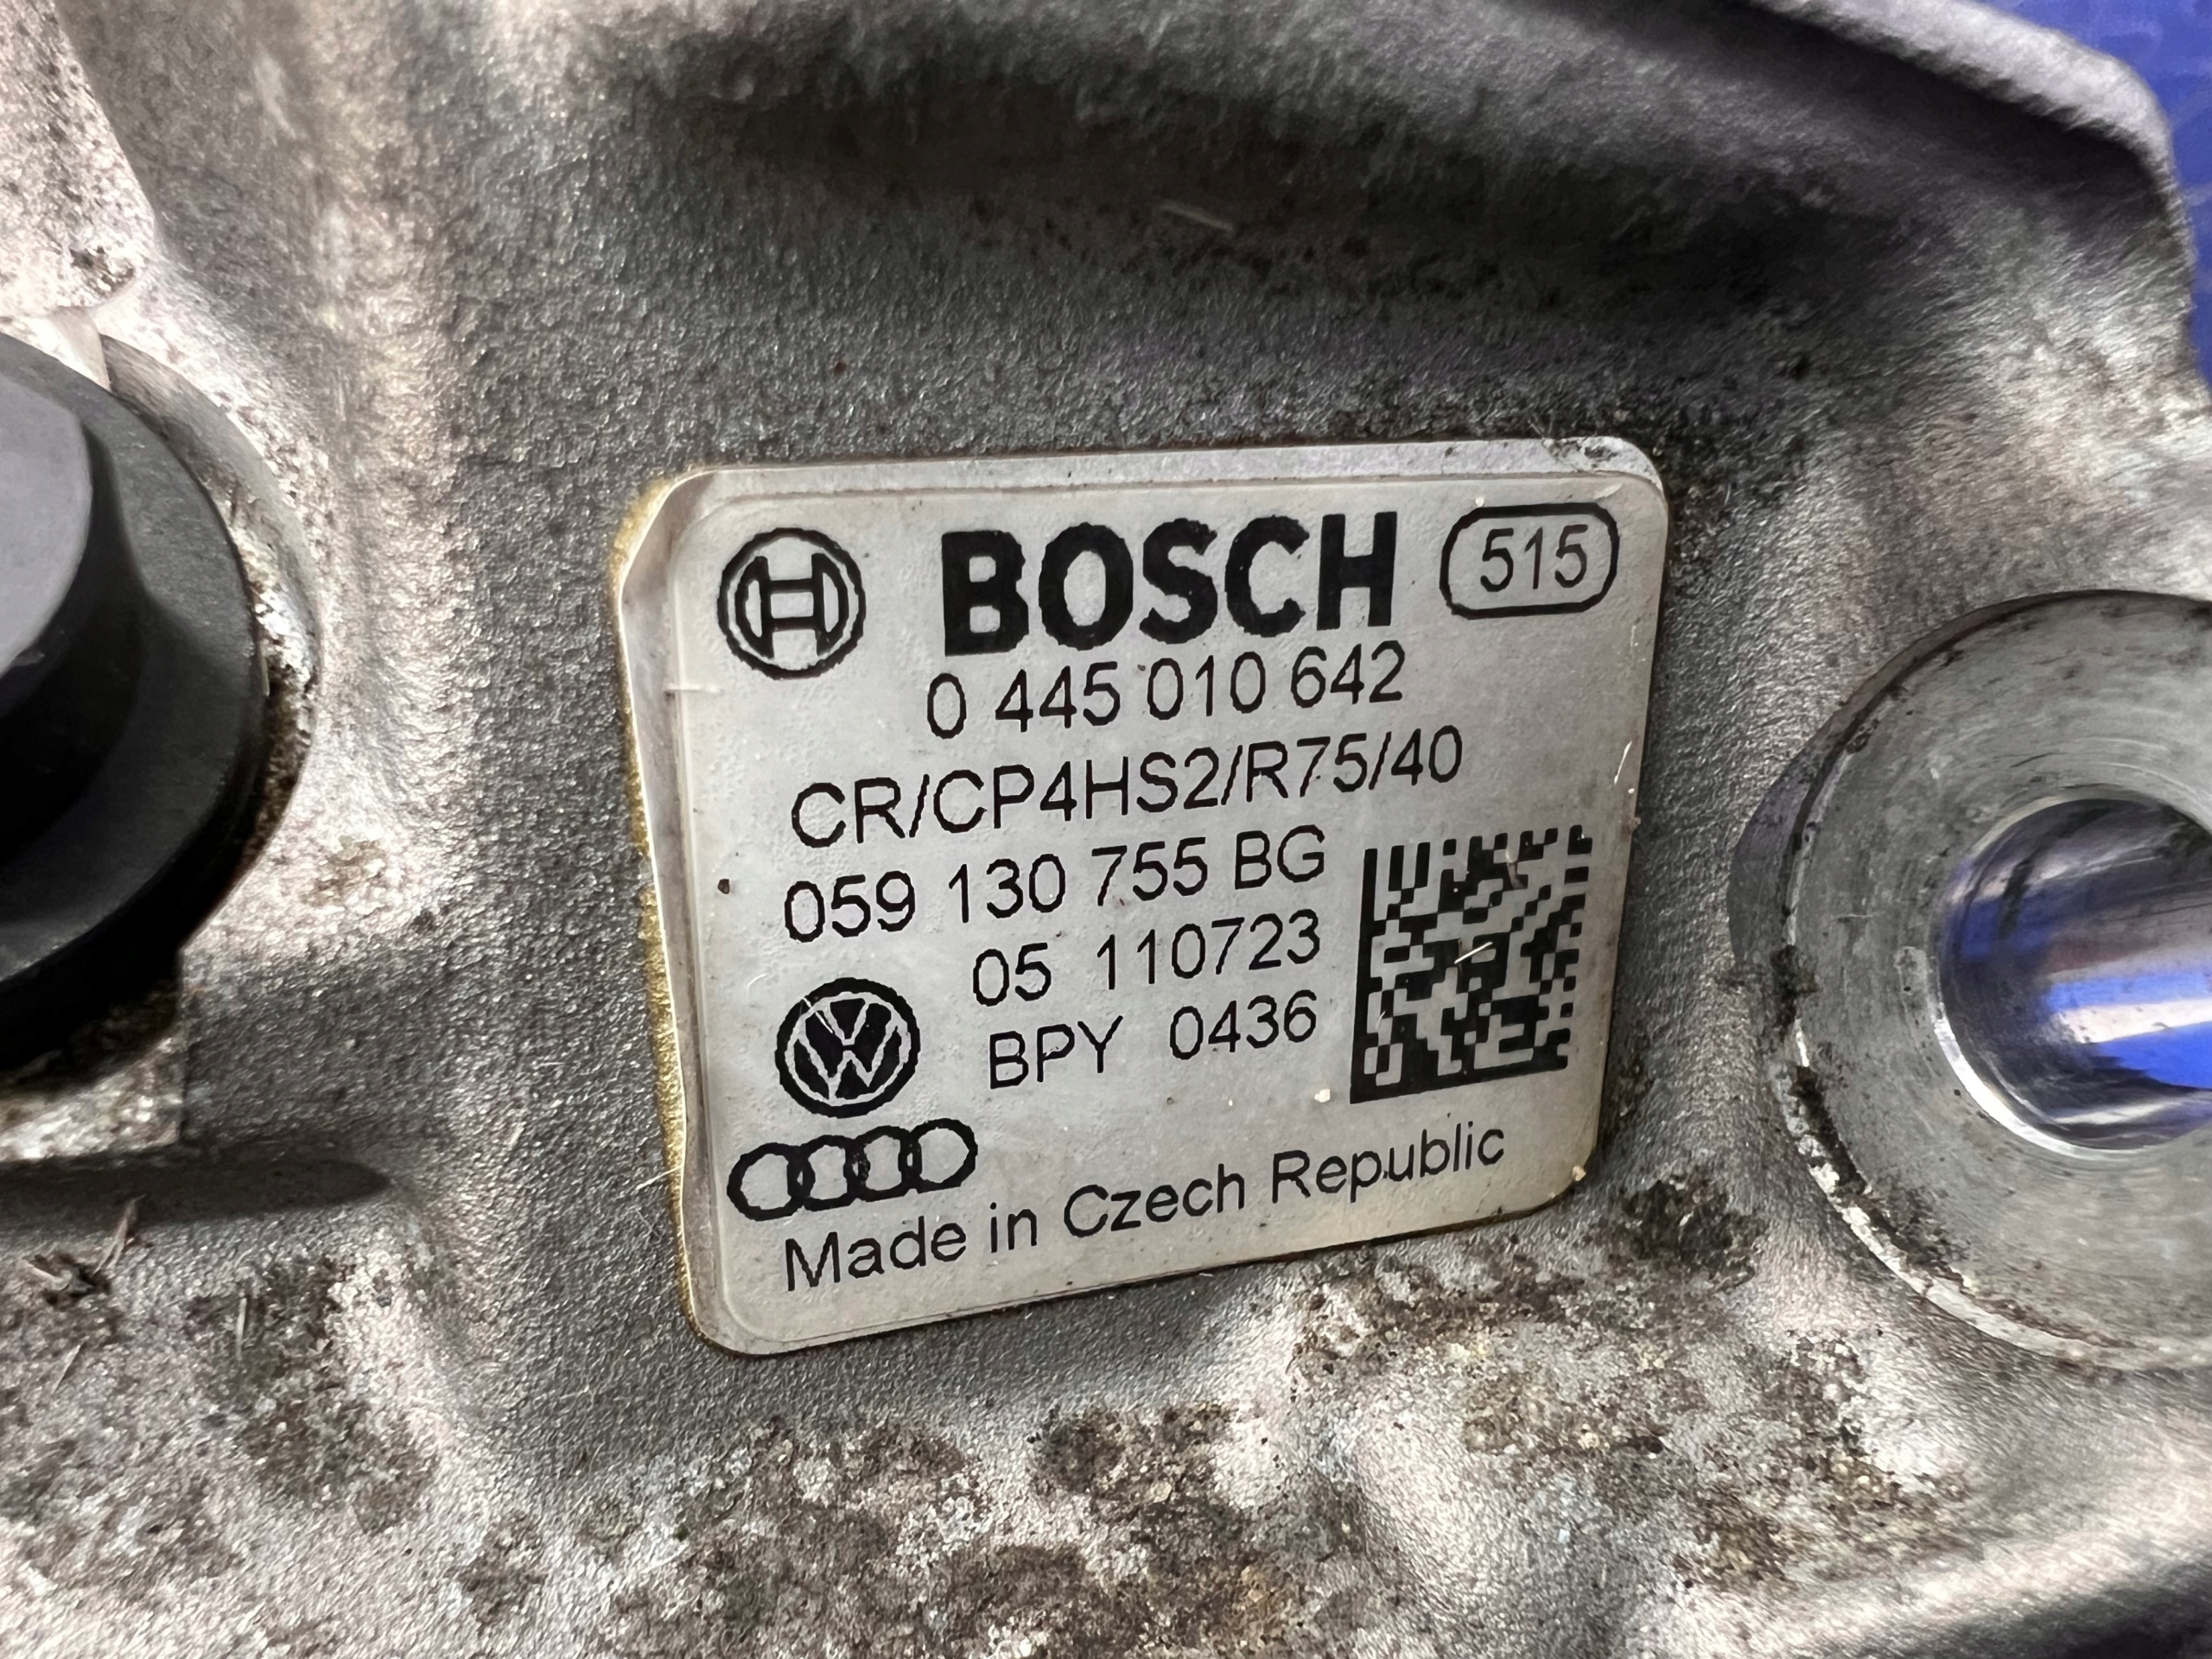 BOSCH 515
0 445 010 642
CR/CP4HS2/R75/40
059 130 755 BG
05 110723
BPY 0436
Made in Czech Republic